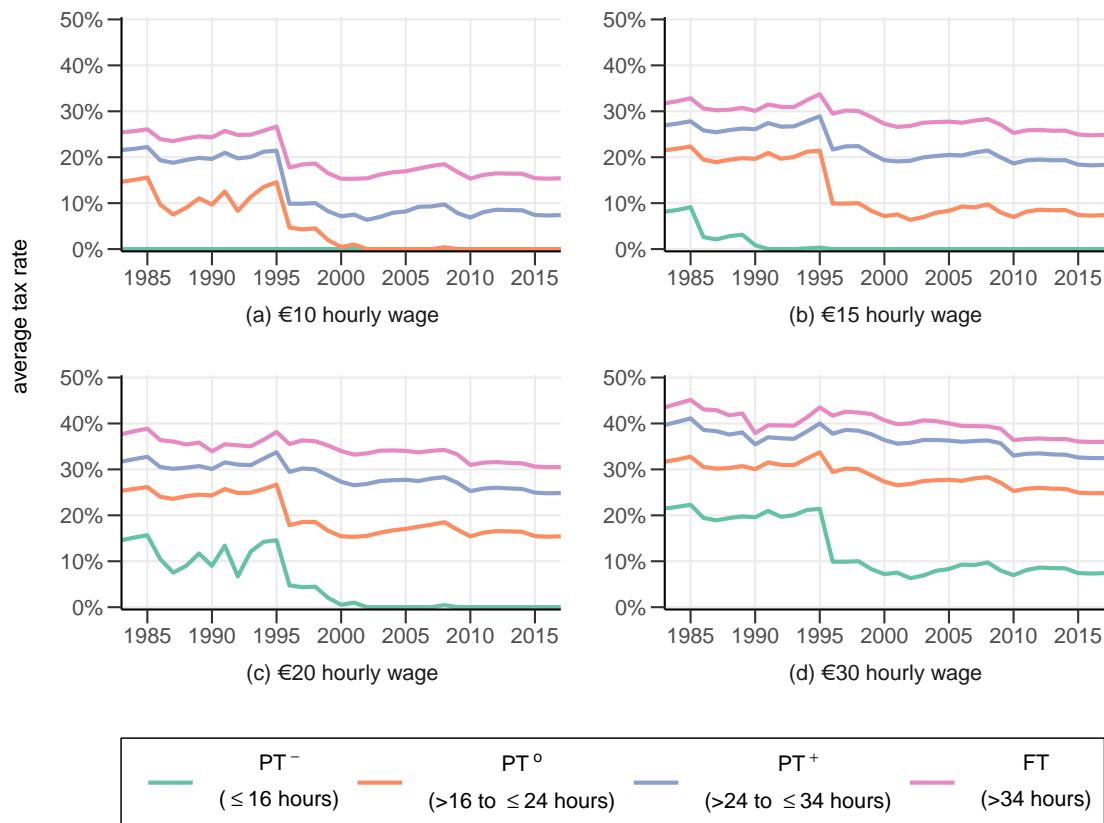 average tax rate
50%
40%
30%
20%
10%
0%
1985 1990 1995 2000 2005 2010 2015
(a) €10 hourly wage
50%
40%
30%
20%
10%
0%
1985 1990 1995 2000 2005 2010 2015
(b) €15 hourly wage
50%
40%
30%
20%
10%
0%
1985 1990 1995 2000 2005 2010 2015
(c) €20 hourly wage
50%
40%
30%
20%
10%
0%
1985 1990 1995 2000 2005 2010 2015
(d) €30 hourly wage
PT⁻
(≤16 hours)
PTº
(>16 to ≤24 hours)
PT⁺
(>24 to ≤34 hours)
FT
(>34 hours)